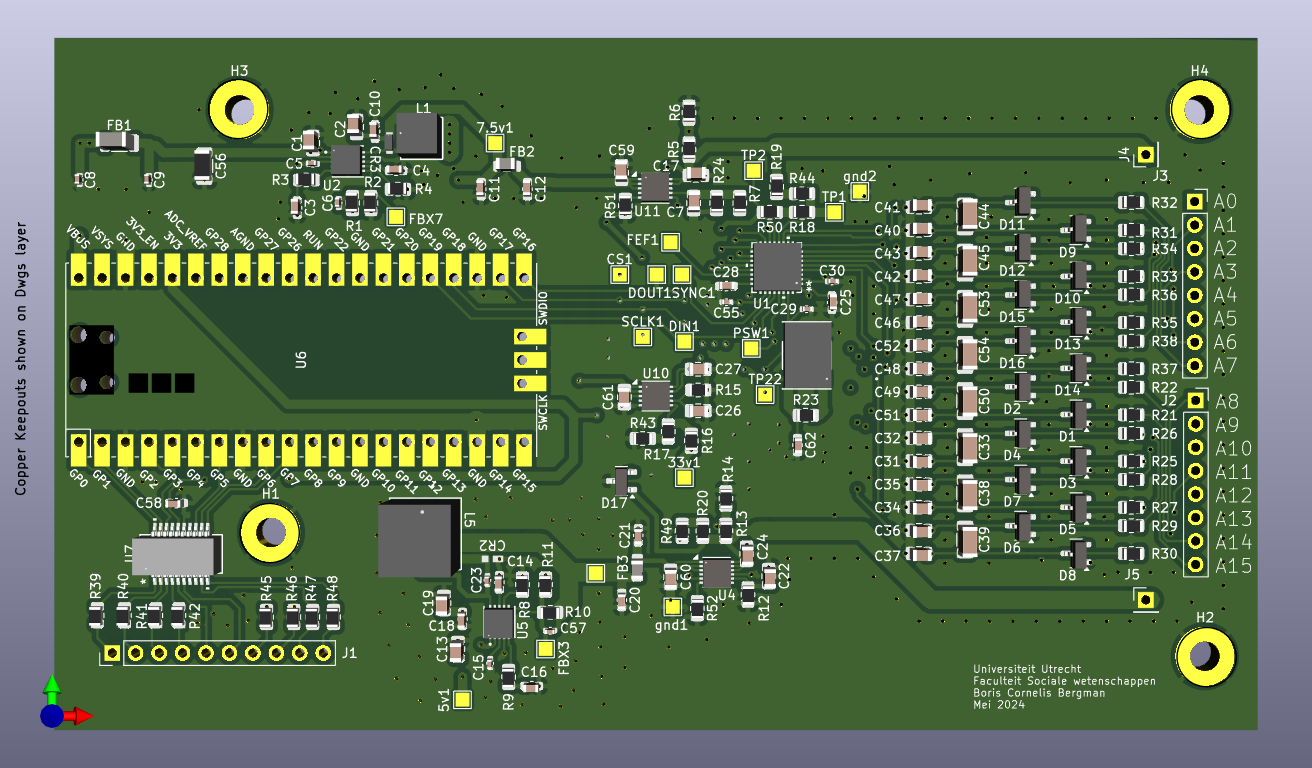 Copper Keepouts shown on Dwgs layer
H3
H4
FB1
C8
C9
C56
C1
C5
R3
C3
U2
C6
C2
C10
CR3
R2
R1
C4
R4
FBX7
L1
7.5v1
FB2
C11
C12
R6
R5
C59
C17
R24
R51
U11
C7
R7
TP2
R19
R44
gnd2
TP1
R50
R18
J4
J3
FEF1
CS1
DOUT1
SYNC1
C28
C55
U1
**
C29
C30
C25
SCLK1
DIN1
PSW1
TP22
R23
C62
U10
C61
C27
R15
C26
R43
R17
R16
33v1
D17
R14
R20
R49
R13
C21
FB3
C20
C60
U4
C24
C22
R12
R52
gnd1
VBUS
VSYS
GND
3V3_EN
3V3
ADC_VREF
GP28
AGND
GP27
GP26
RUN
GP22
GND
GP21
GP20
GP19
GP18
GND
GP17
GP16
SWDIO
U6
SWCLK
GP0
GP1
GND
GP2
GP3
GP4
GP5
GND
GP6
GP7
GP8
GP9
GND
GP10
GP11
GP12
GP13
GND
GP14
GP15
C58
H1
U7
*
R39
R40
R41
R42
R45
R46
R47
R48
J1
L5
CR2
C23
C14
R11
R8
C19
C18
C13
C15
U5
R10
C57
FBX3
R9
C16
5v1
C41
C40
C43
C42
C47
C46
C52
C48
C49
C51
C32
C31
C35
C34
C36
C37
C44
C45
C53
C54
C50
C33
C38
C39
D11
D12
D15
D16
D2
D4
D7
D6
D9
D10
D13
D14
D1
D3
D5
D8
R32
R31
R34
R33
R36
R35
R38
R37
R22
R21
R26
R25
R28
R27
R29
R30
J2
J5
A0
A1
A2
A3
A4
A5
A6
A7
A8
A9
A10
A11
A12
A13
A14
A15
H2
Universiteit Utrecht
Faculteit Sociale wetenschappen
Boris Cornelis Bergman
Mei 2024